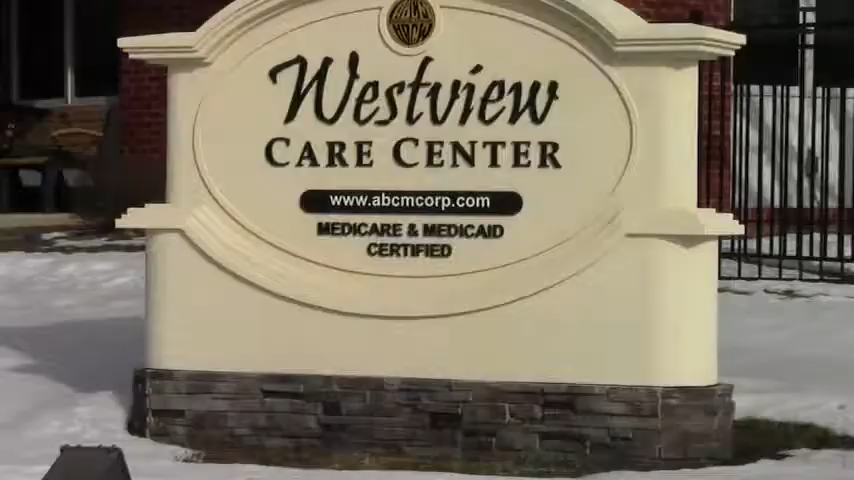 Westview
CARE CENTER
www.abcmcorp.com
MEDICARE & MEDICAID
CERTIFIED